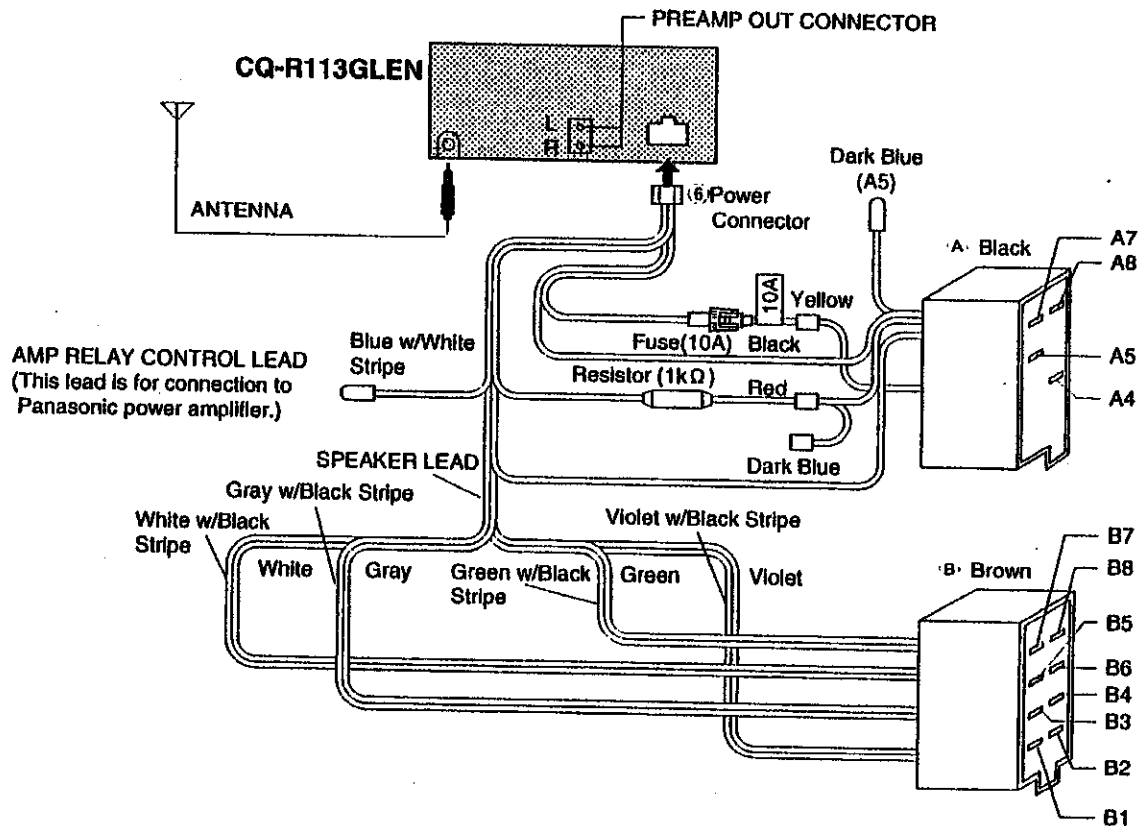 PREAMP OUT CONNECTOR
CQ-R113GLEN
L
R
ANTENNA
(6) Power
Connector
Dark Blue
(A5)
(A) Black
A7
A8
A5
A4
10A
Yellow
Fuse(10A)
Black
Blue w/White
Stripe
Resistor (1kΩ)
Red
Dark Blue
AMP RELAY CONTROL LEAD
(This lead is for connection to
Panasonic power amplifier.)
SPEAKER LEAD
Gray w/Black Stripe
White w/Black
Stripe
White
Gray
Green w/Black
Stripe
Green
Violet w/Black Stripe
Violet
(B) Brown
B7
B8
B5
B6
B4
B3
B2
B1